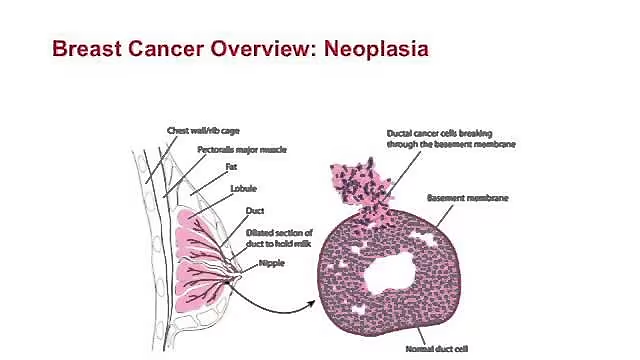 Breast Cancer Overview: Neoplasia
Chest wall/rib cage
Pectoralis major muscle
Fat
Lobule
Duct
Dilated section of
duct to hold milk
Nipple
Ductal cancer cells breaking
through the basement membrane
Basement membrane
Normal duct cell